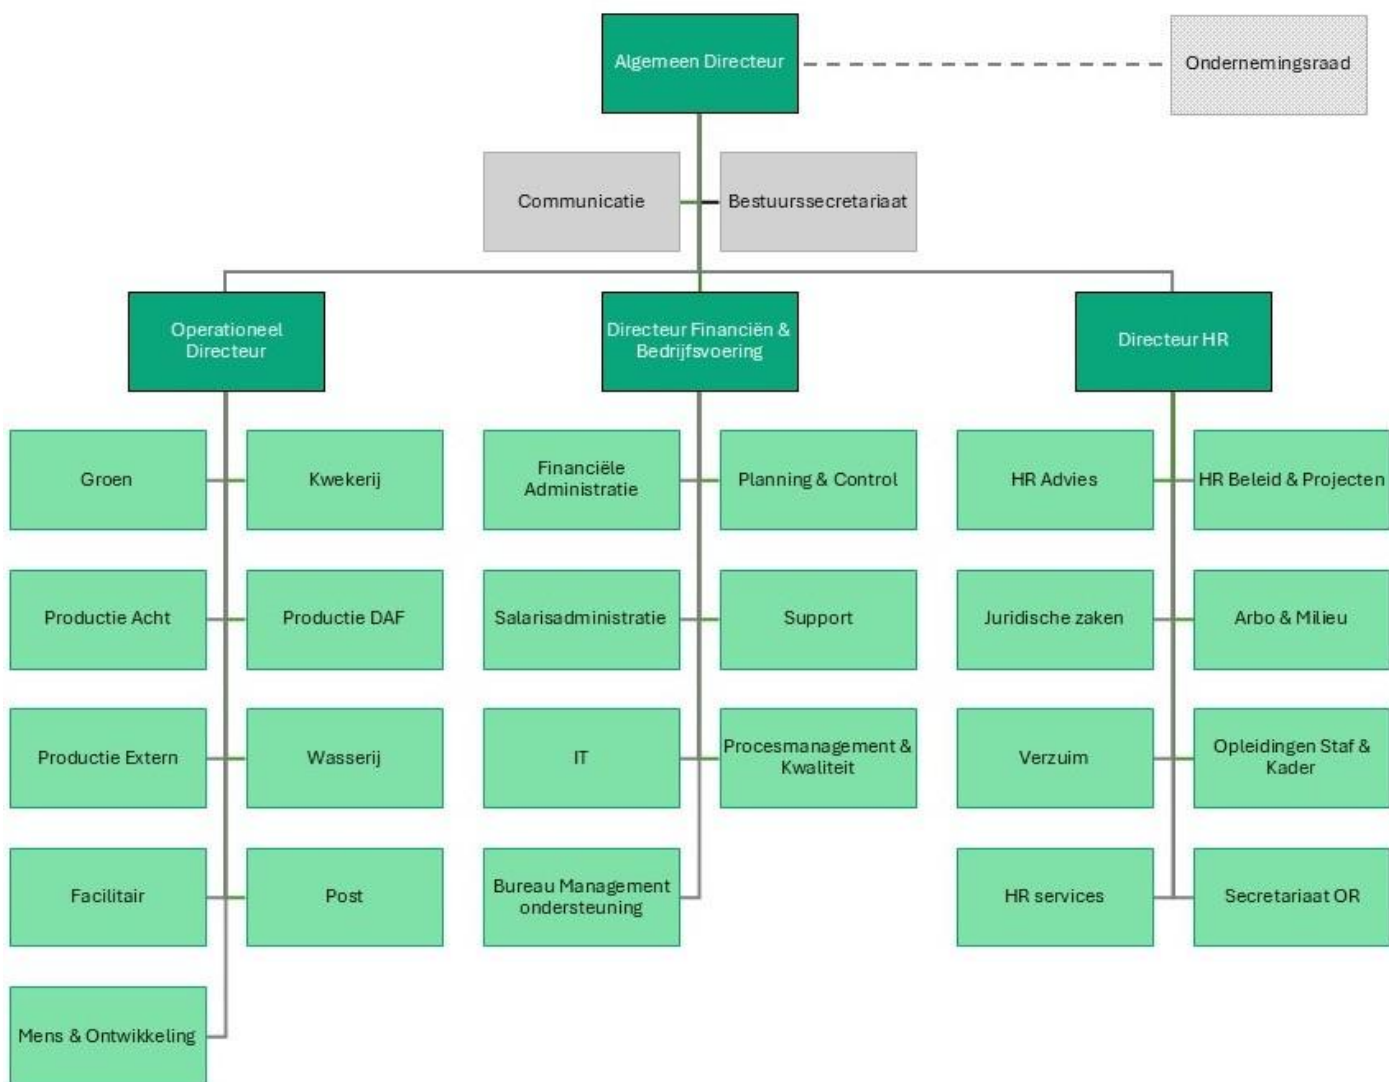 Algemeen Directeur
Ondernemingsraad
Communicatie
Bestuurssecretariaat
Operationeel
Directeur
Directeur Financiën &
Bedrijfsvoering
Directeur HR
Groen
Kwekerij
Financiële
Administratie
Planning & Control
HR Advies
HR Beleid & Projecten
Productie Acht
Productie DAF
Salarisadministratie
Support
Juridische zaken
Arbo & Milieu
Productie Extern
Wasserij
IT
Procesmanagement &
Kwaliteit
Verzuim
Opleidingen Staf &
Kader
Facilitair
Post
Bureau Management
ondersteuning
HR services
Secretariaat OR
Mens & Ontwikkeling